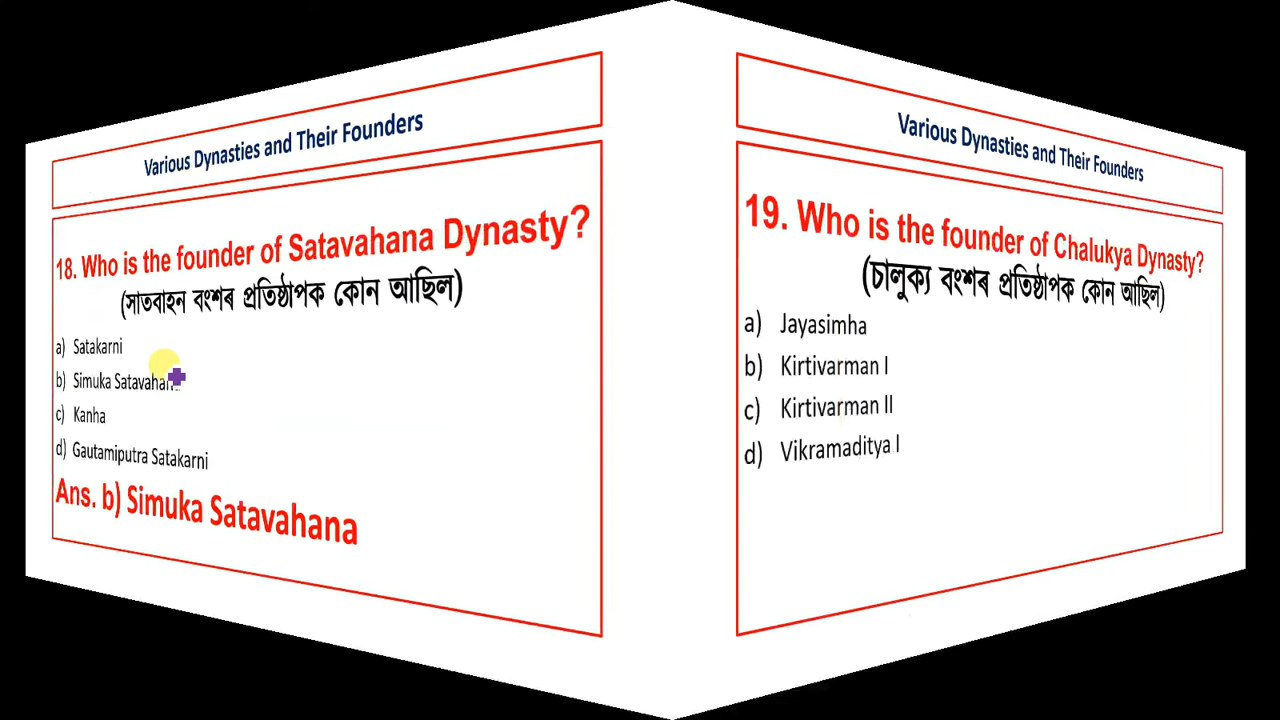 Various Dynasties and Their Founders
18. Who is the founder of Satavahana Dynasty?
(সাতবাহন বংশৰ প্ৰতিষ্ঠাপক কোন আছিল)
a) Satakarni
b) Simuka Satavahana
c) Kanha
d) Gautamiputra Satakarni
Ans. b) Simuka Satavahana
Various Dynasties and Their Founders
19. Who is the founder of Chalukya Dynasty?
(চালুক্য বংশৰ প্ৰতিষ্ঠাপক কোন আছিল)
a) Jayasimha
b) Kirtivarman I
c) Kirtivarman II
d) Vikramaditya I